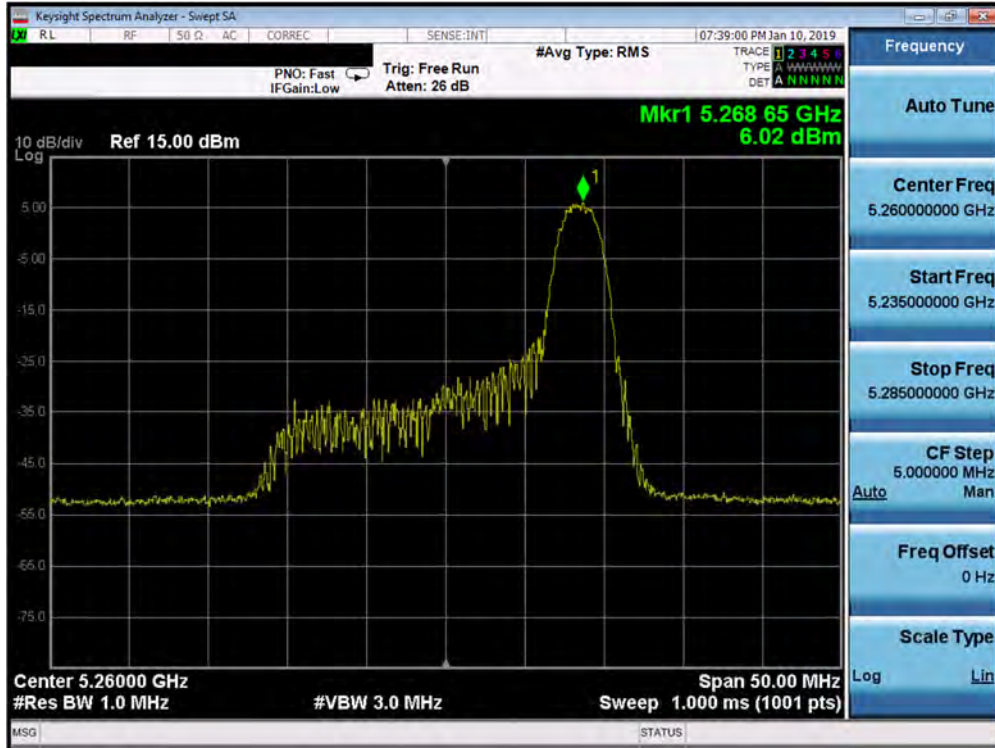 Keysight Spectrum Analyzer - Swept SA
LXI RL RF 50 Ω AC CORREC SENSE:INT 07:39:00 PM Jan 10, 2019
#Avg Type: RMS TRACE 1 2 3 4 5 6
PNO: Fast Trig: Free Run TYPE A WWWWW
IFGain:Low Atten: 26 dB DET A N N N N N
Mkr1 5.268 65 GHz
6.02 dBm
10 dB/div Ref 15.00 dBm
Log
1
5.00
-5.00
-15.0
-25.0
-35.0
-45.0
-55.0
-65.0
-75.0
Center 5.26000 GHz Span 50.00 MHz
#Res BW 1.0 MHz #VBW 3.0 MHz Sweep 1.000 ms (1001 pts)
MSG STATUS
Frequency
Auto Tune
Center Freq
5.260000000 GHz
Start Freq
5.235000000 GHz
Stop Freq
5.285000000 GHz
CF Step
5.000000 MHz
Auto Man
Freq Offset
0 Hz
Scale Type
Log Lin